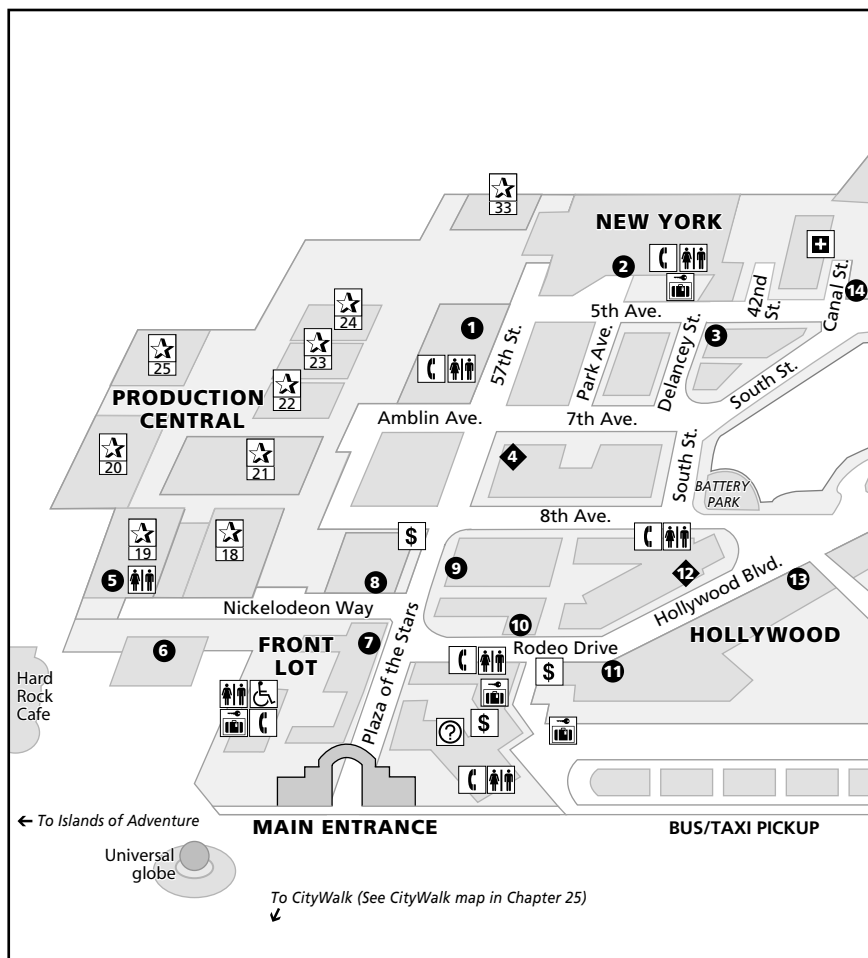 33
NEW YORK
2
42nd
St.
Canal St.
14
5th Ave.
24
1
57th St.
Park Ave.
Delancey St.
3
23
25
22
South St.
PRODUCTION
CENTRAL
Amblin Ave.
7th Ave.
20
21
4
South St.
BATTERY
PARK
8th Ave.
19
18
$
5
8
9
12
Hollywood Blvd.
13
Nickelodeon Way
10
HOLLYWOOD
6
FRONT
LOT
7
Plaza of the Stars
Rodeo Drive
$
11
Hard
Rock
Cafe
?
$
To Islands of Adventure
MAIN ENTRANCE
BUS/TAXI PICKUP
Universal
globe
To CityWalk (See CityWalk map in Chapter 25)